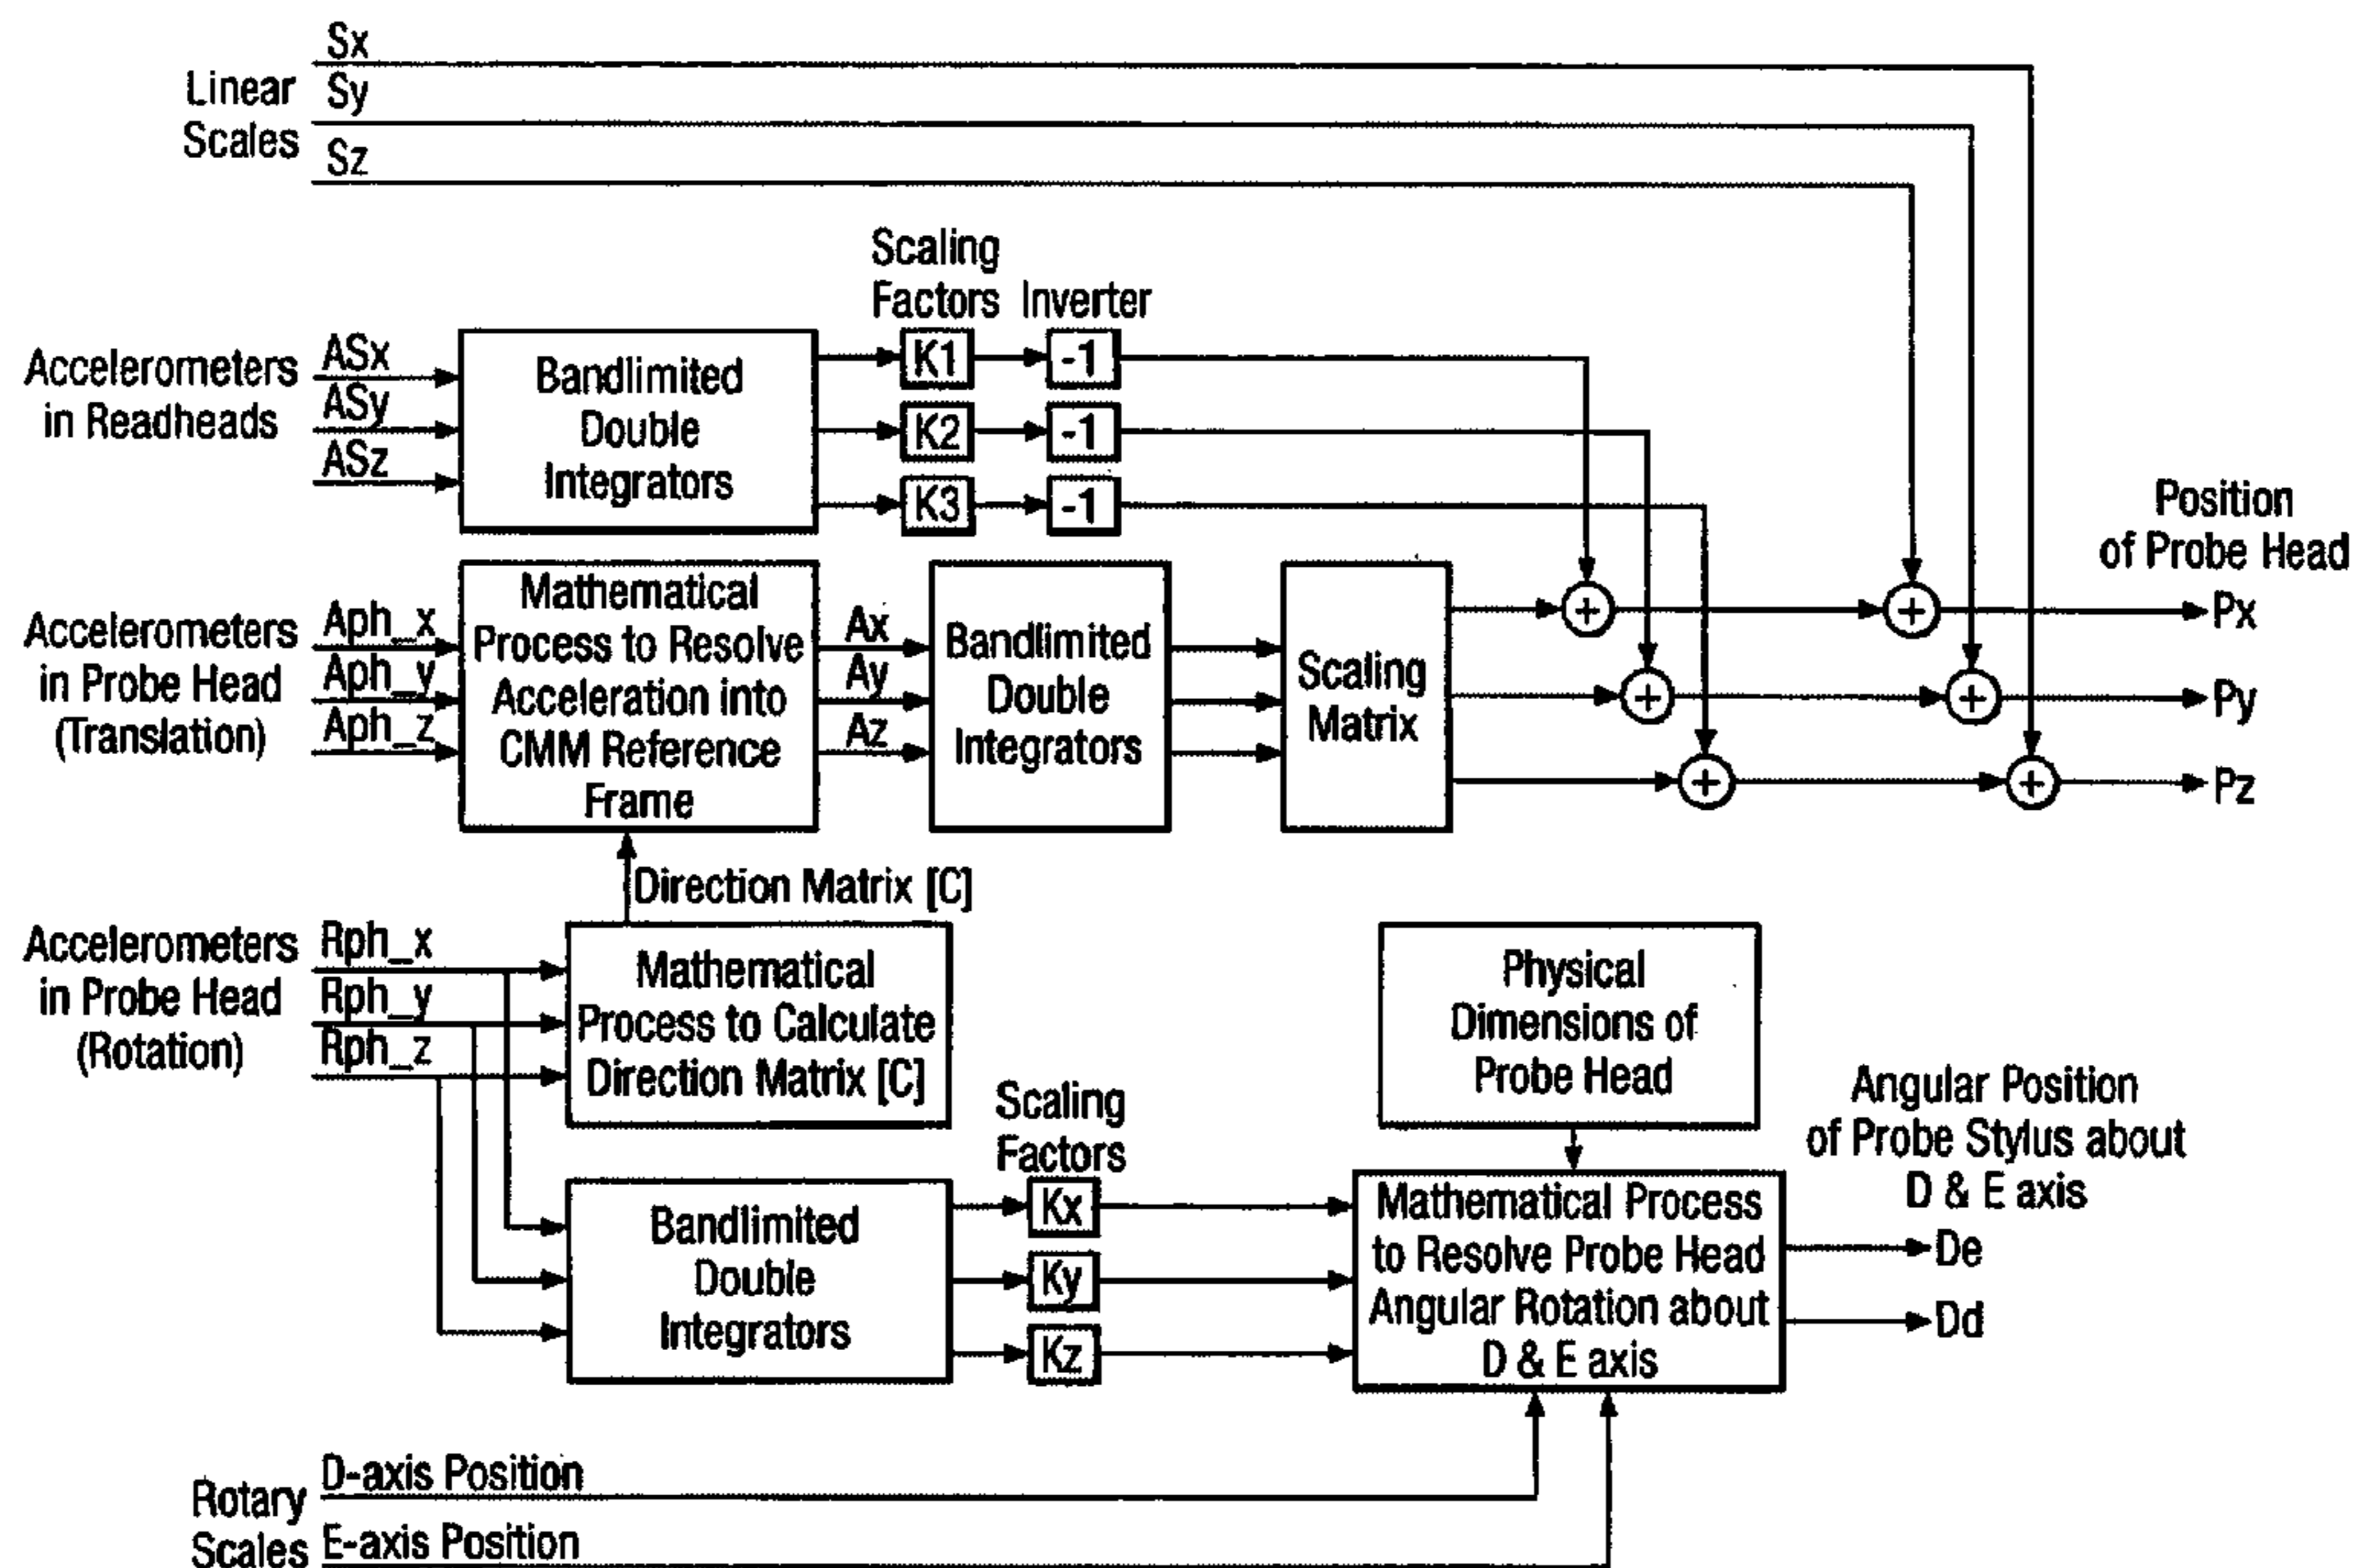 Sx
Linear
Scales
Sy
Sz
Scaling
Factors
Inverter
Accelerometers
in Readheads
ASx
ASy
ASz
Bandlimited
Double
Integrators
K1
-1
K2
-1
K3
-1
Position
of Probe Head
Accelerometers
in Probe Head
(Translation)
Aph_x
Aph_y
Aph_z
Mathematical
Process to Resolve
Acceleration into
CMM Reference
Frame
Ax
Ay
Az
Bandlimited
Double
Integrators
Scaling
Matrix
+
+
Px
+
+
Py
+
+
Pz
Direction Matrix [C]
Accelerometers
in Probe Head
(Rotation)
Rph_x
Rph_y
Rph_z
Mathematical
Process to Calculate
Direction Matrix [C]
Physical
Dimensions of
Probe Head
Scaling
Factors
Angular Position
of Probe Stylus about
D & E axis
Bandlimited
Double
Integrators
Kx
Ky
Kz
Mathematical Process
to Resolve Probe Head
Angular Rotation about
D & E axis
De
Dd
Rotary
Scales
D-axis Position
E-axis Position